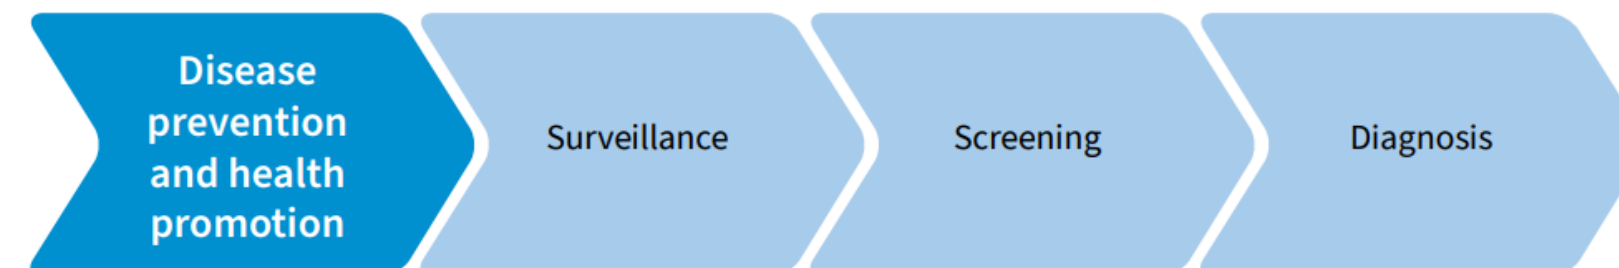 Disease
prevention
and health
promotion
Surveillance
Screening
Diagnosis